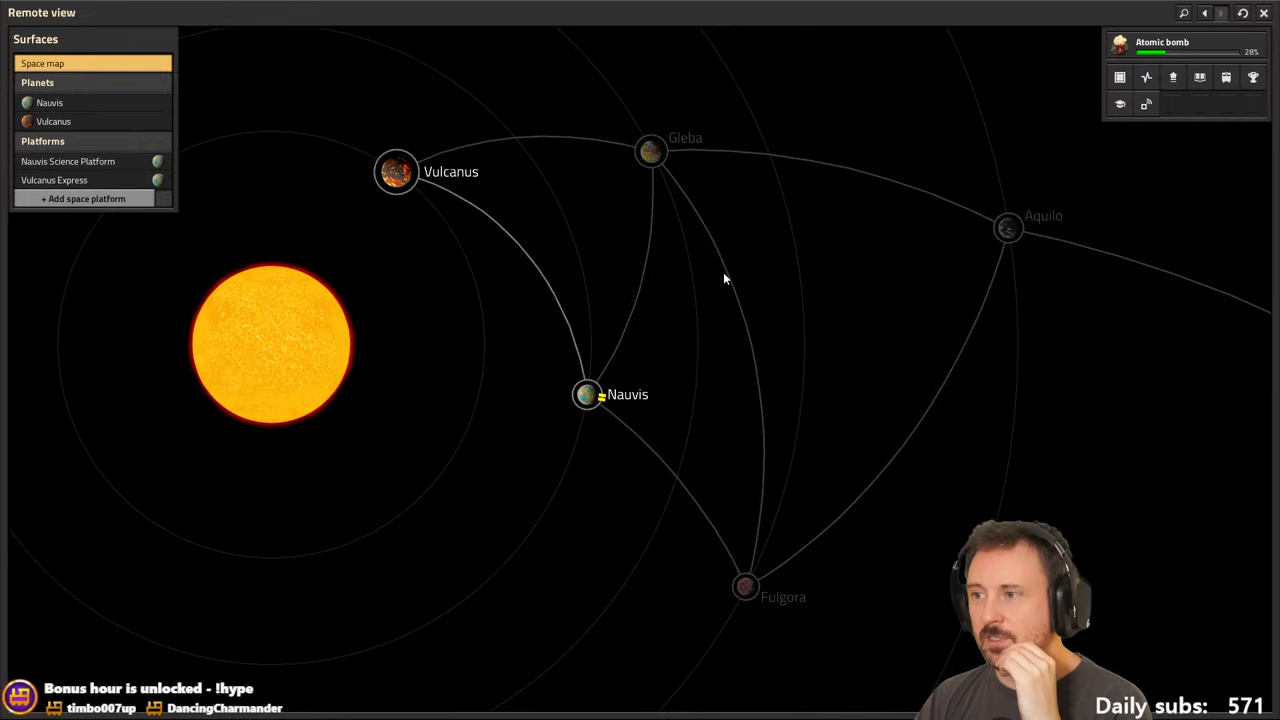 Remote view
Surfaces
Space map
Planets
Nauvis
Vulcanus
Platforms
Nauvis Science Platform
Vulcanus Express
+ Add space platform
Atomic bomb
28%
Gleba
Vulcanus
Aquilo
Nauvis
Fulgora
Bonus hour is unlocked - !hype
timbo007up DancingCharmander
Daily subs: 571